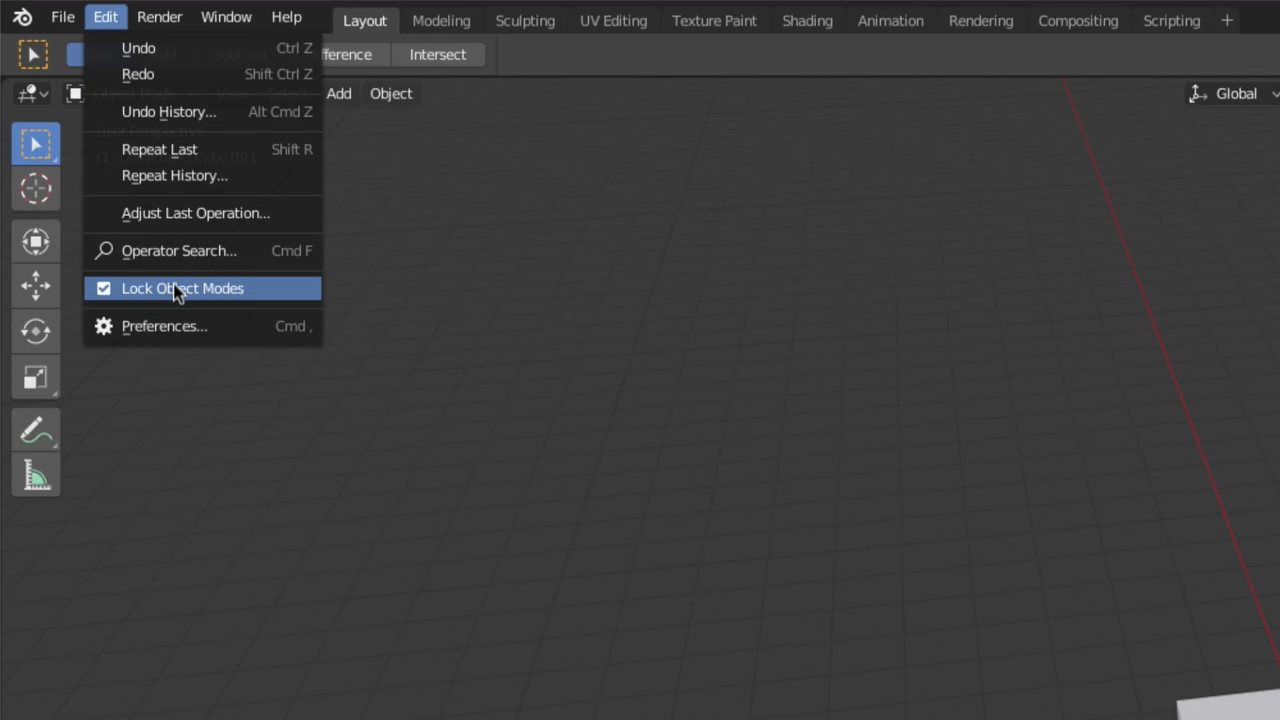 File Edit Render Window Help Layout Modeling Sculpting UV Editing Texture Paint Shading Animation Rendering Compositing Scripting +
Intersect
Add Object Global
Undo Ctrl Z
Redo Shift Ctrl Z
Undo History... Alt Cmd Z
Repeat Last Shift R
Repeat History...
Adjust Last Operation...
Operator Search... Cmd F
Lock Object Modes
Preferences... Cmd ,